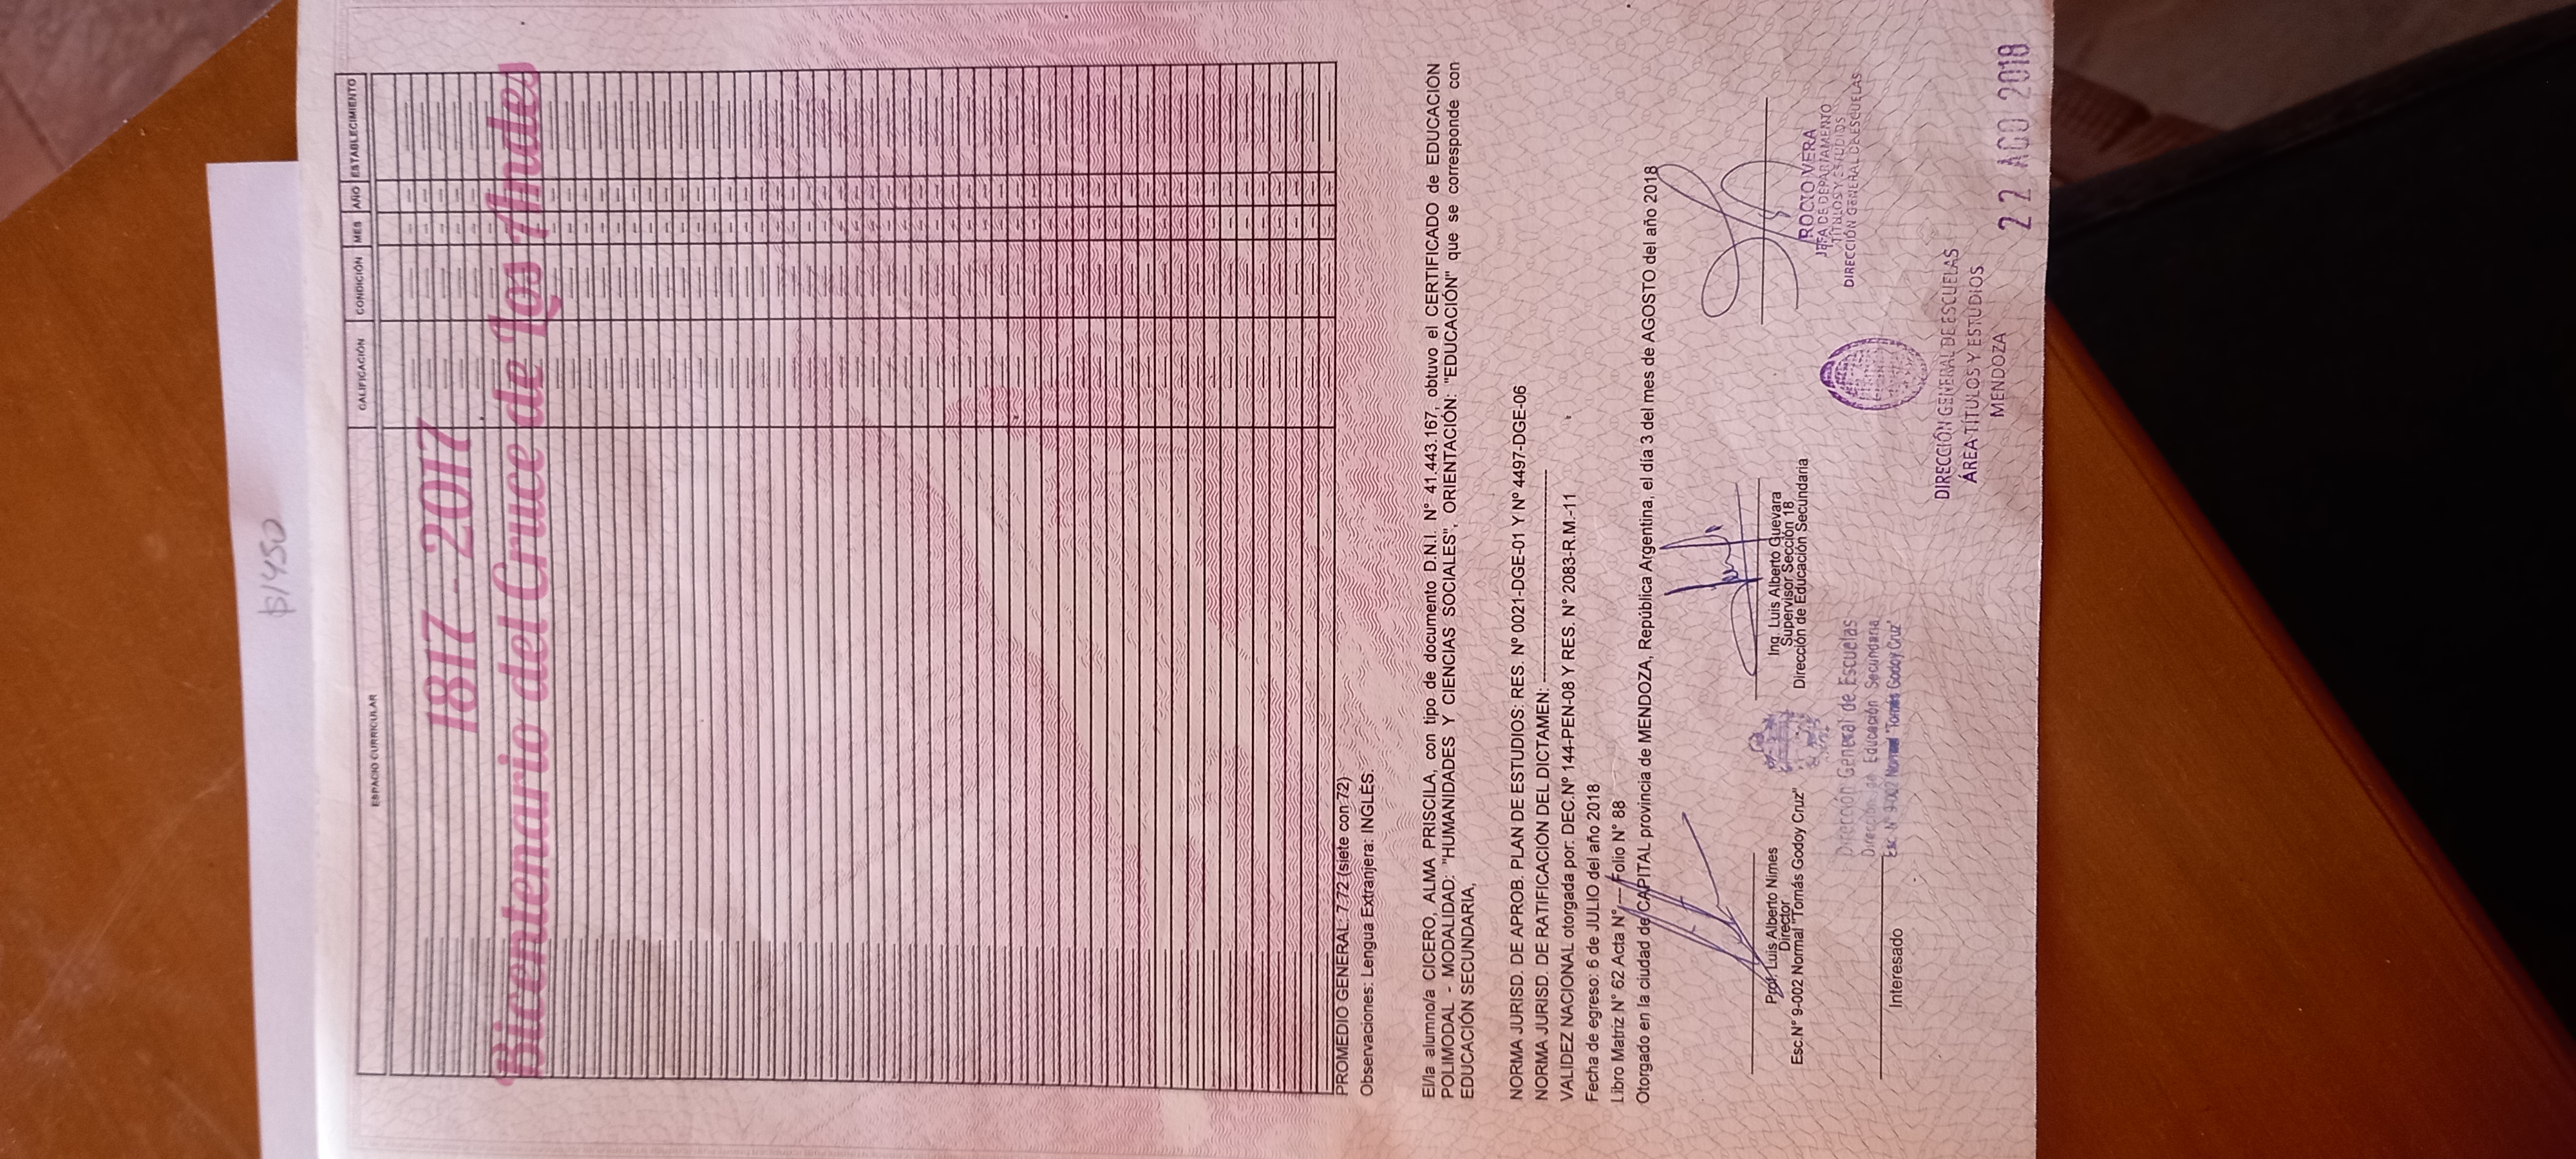 $1450
ESPACIO CURRICULAR CALIFICACIÓN CONDICIÓN MES AÑO ESTABLECIMIENTO
1817 - 2017
Bicentenario del Cruce de Los Andes
PROMEDIO GENERAL: 7.72 (siete con 72)
Observaciones: Lengua Extranjera: INGLÉS.
El/la alumno/a CICERO, ALMA PRISCILA, con tipo de documento D.N.I. N° 41.443.167, obtuvo el CERTIFICADO de EDUCACIÓN
POLIMODAL - MODALIDAD: "HUMANIDADES Y CIENCIAS SOCIALES", ORIENTACIÓN: "EDUCACIÓN" que se corresponde con
EDUCACIÓN SECUNDARIA,
NORMA JURISD. DE APROB. PLAN DE ESTUDIOS: RES. Nº 0021-DGE-01 Y Nº 4497-DGE-06
NORMA JURISD. DE RATIFICACIÓN DEL DICTAMEN:
VALIDEZ NACIONAL otorgada por: DEC.Nº 144-PEN-08 Y RES. N° 2083-R.M.-11
Fecha de egreso: 6 de JULIO del año 2018
Libro Matriz N° 62 Acta N° --- Folio N° 88
Otorgado en la ciudad de CAPITAL provincia de MENDOZA, República Argentina, el día 3 del mes de AGOSTO del año 2018
Prof. Luis Alberto Nimes
Director
Esc.N° 9-002 Normal "Tomás Godoy Cruz"
Ing. Luis Alberto Guevara
Supervisor Sección 18
Dirección de Educación Secundaria
ROCIO VERA
JEFA DE DEPARTAMENTO
TÍTULOS Y ESTUDIOS
DIRECCIÓN GENERAL DE ESCUELAS
Dirección General de Escuelas
Dirección de Educación Secundaria
Esc. Nº 9-002 Normal "Tomás Godoy Cruz"
Interesado
DIRECCIÓN GENERAL DE ESCUELAS
ÁREA TÍTULOS Y ESTUDIOS
MENDOZA
22 AGO 2018